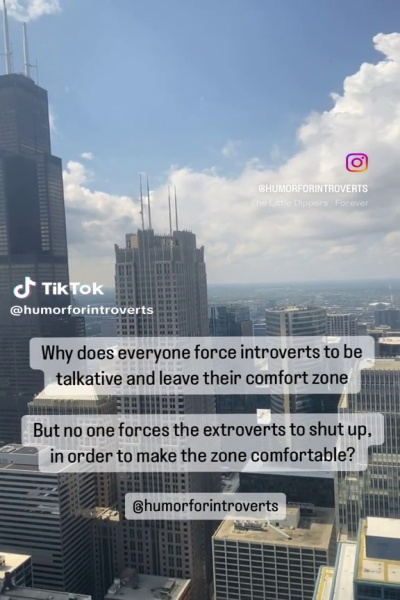 @HUMORFORINTROVERTS
he Little Dippers Forever
TikTok
@humorforintroverts
Why does everyone force introverts to be
talkative and leave their comfort zone
But no one forces the extroverts to shut up,
in order to make the zone comfortable?
@humorforintroverts